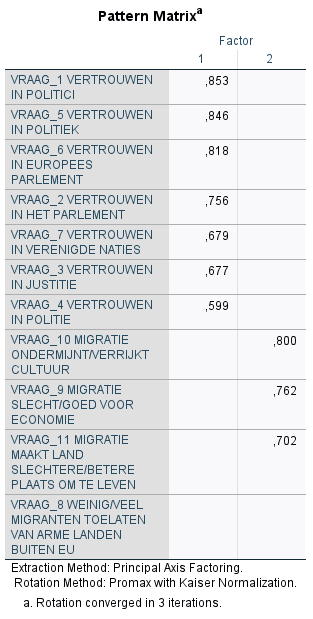 Pattern Matrixa
Factor
1 2
VRAAG_1 VERTROUWEN
IN POLITICI
,853
VRAAG_5 VERTROUWEN
IN POLITIEK
,846
VRAAG_6 VERTROUWEN
IN EUROPEES
PARLEMENT
,818
VRAAG_2 VERTROUWEN
IN HET PARLEMENT
,756
VRAAG_7 VERTROUWEN
IN VERENIGDE NATIES
,679
VRAAG_3 VERTROUWEN
IN JUSTITIE
,677
VRAAG_4 VERTROUWEN
IN POLITIE
,599
VRAAG_10 MIGRATIE
ONDERMIJNT/VERRIJKT
CULTUUR
,800
VRAAG_9 MIGRATIE
SLECHT/GOED VOOR
ECONOMIE
,762
VRAAG_11 MIGRATIE
MAAKT LAND
SLECHTERE/BETERE
PLAATS OM TE LEVEN
,702
VRAAG_8 WEINIG/VEEL
MIGRANTEN TOELATEN
VAN ARME LANDEN
BUITEN EU
Extraction Method: Principal Axis Factoring.
Rotation Method: Promax with Kaiser Normalization.
a. Rotation converged in 3 iterations.